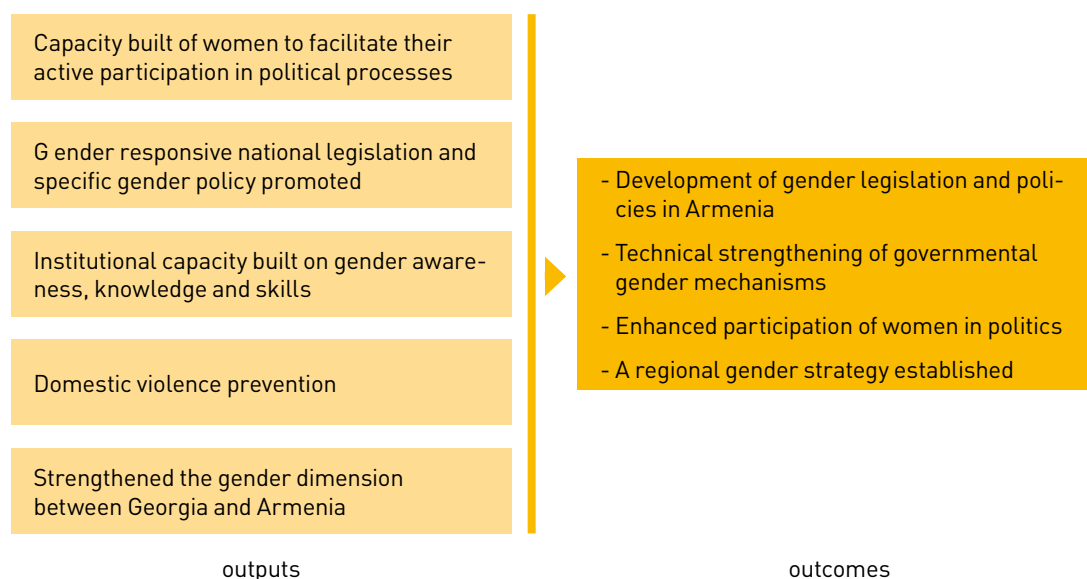 Capacity built of women to facilitate their
active participation in political processes
G ender responsive national legislation and
specific gender policy promoted
Institutional capacity built on gender aware-
ness, knowledge and skills
Domestic violence prevention
Strengthened the gender dimension
between Georgia and Armenia
outputs
- Development of gender legislation and poli-
cies in Armenia
- Technical strengthening of governmental
gender mechanisms
- Enhanced participation of women in politics
- A regional gender strategy established
outcomes